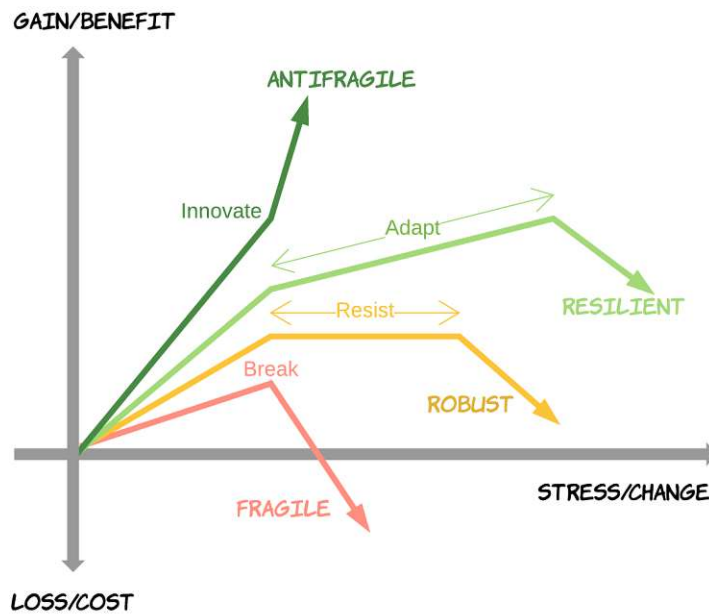 GAIN/BENEFIT
ANTIFRAGILE
Innovate
Adapt
RESILIENT
Resist
Break
ROBUST
STRESS/CHANGE
FRAGILE
LOSS/COST